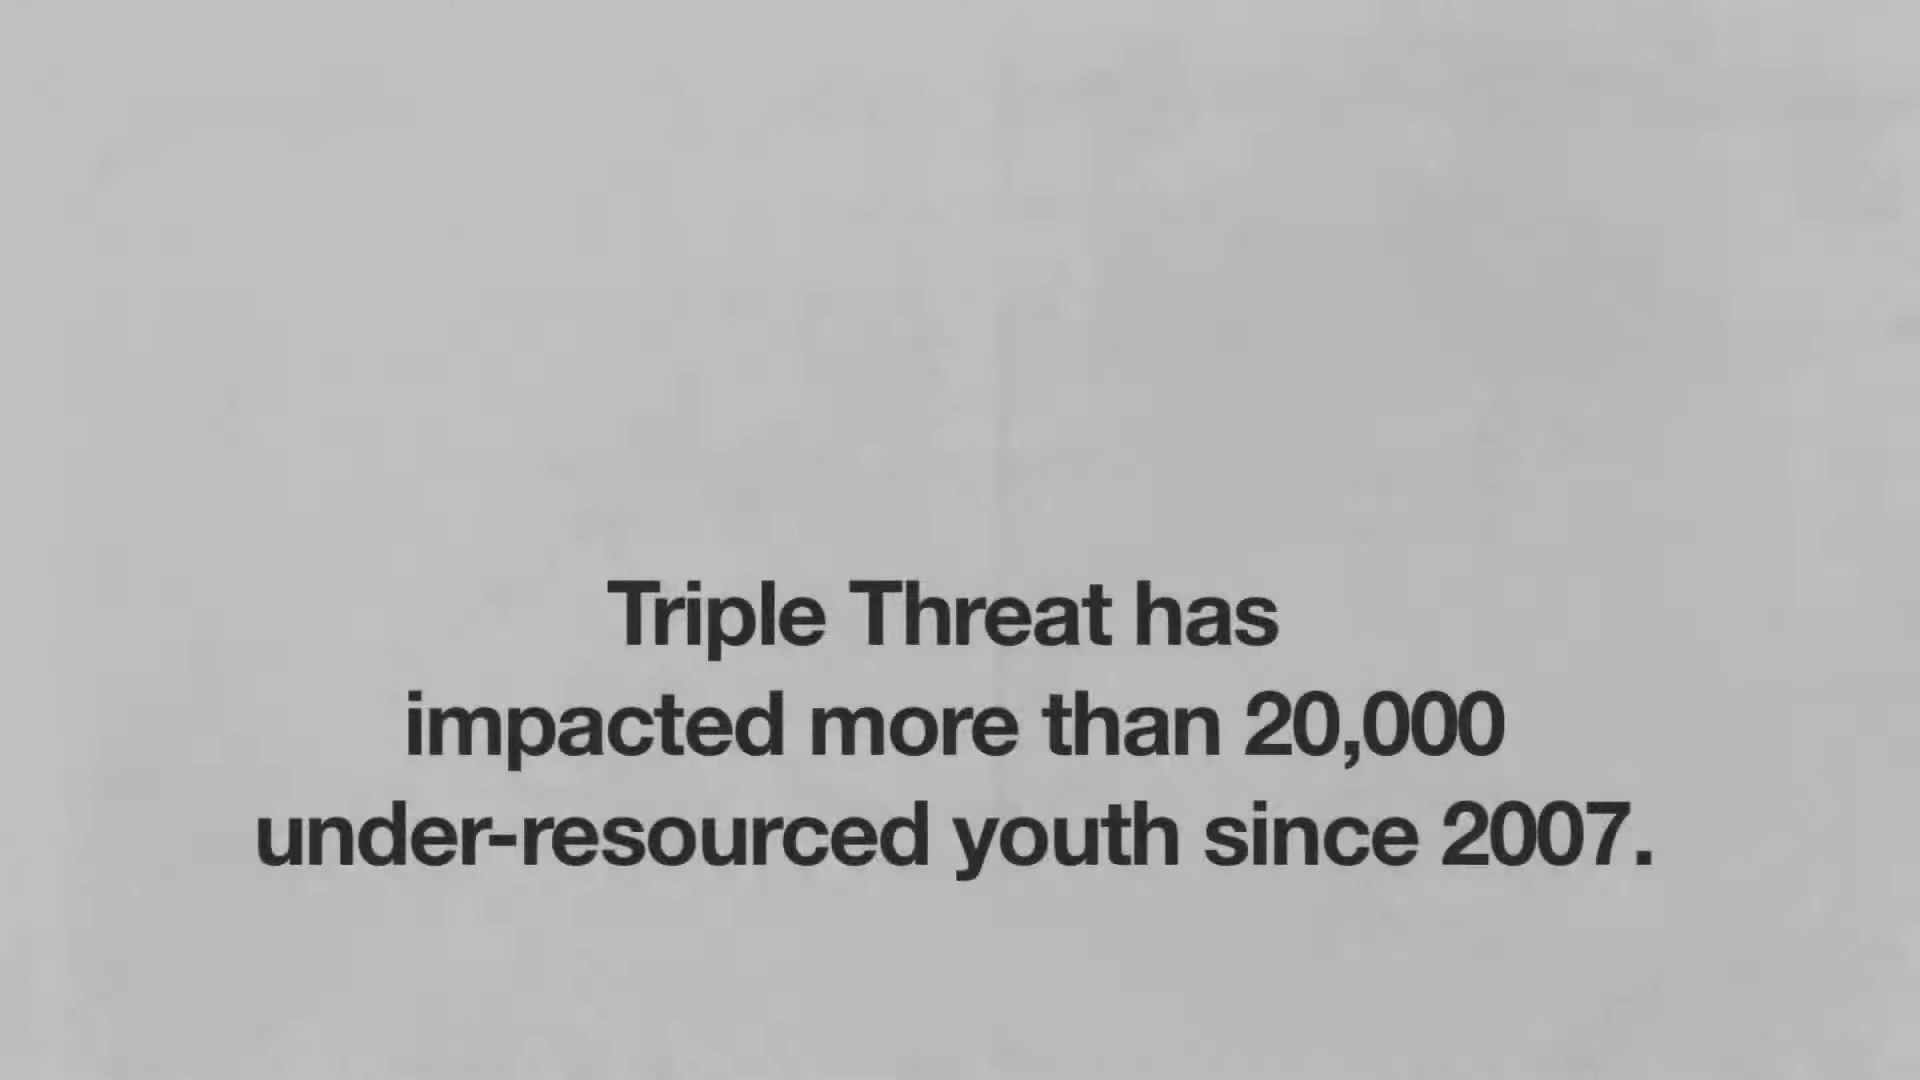 Triple Threat has
impacted more than 20,000
under-resourced youth since 2007.